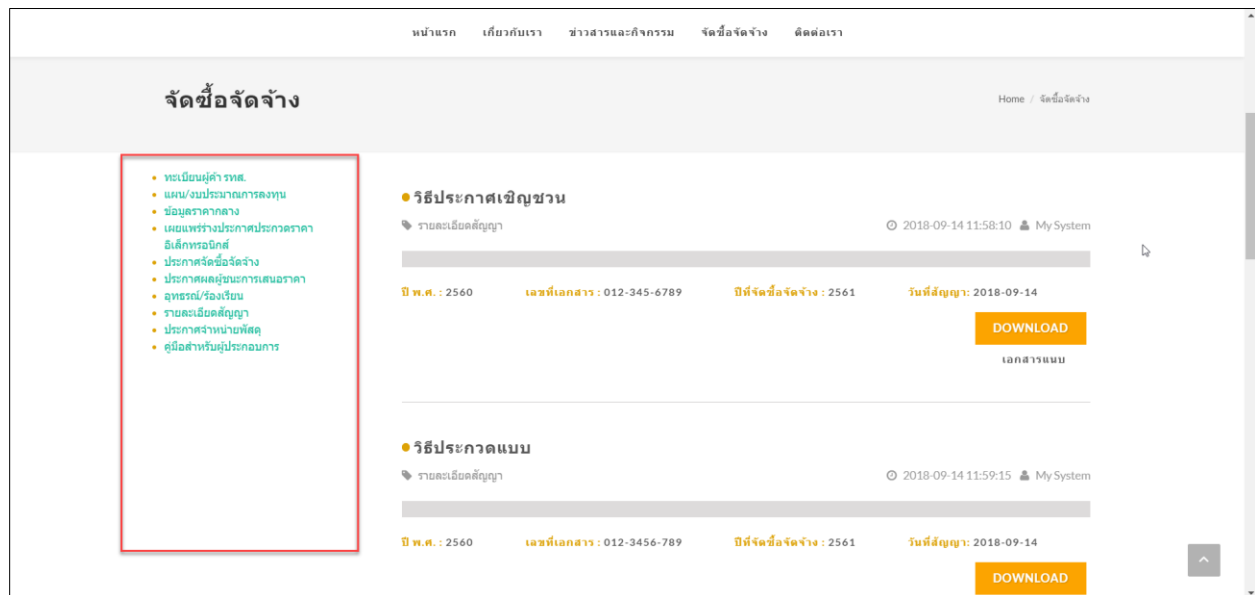 หน้าแรก เกี่ยวกับเรา ข่าวสารและกิจกรรม จัดซื้อจัดจ้าง ติดต่อเรา
จัดซื้อจัดจ้าง
Home / จัดซื้อจัดจ้าง
ทะเบียนผู้ค้า รทส.
แผน/งบประมาณการลงทุน
ข้อมูลราคากลาง
เผยแพร่ร่างประกาศประกวดราคา
อิเล็กทรอนิกส์
ประกาศจัดซื้อจัดจ้าง
ประกาศผลผู้ชนะการเสนอราคา
อุทธรณ์/ร้องเรียน
รายละเอียดสัญญา
ประกาศจำหน่ายพัสดุ
คู่มือสำหรับผู้ประกอบการ
วิธีประกาศเชิญชวน
รายละเอียดสัญญา 2018-09-14 11:58:10 My System
ปี พ.ศ. : 2560 เลขที่เอกสาร : 012-345-6789 ปีที่จัดซื้อจัดจ้าง : 2561 วันที่สัญญา: 2018-09-14
DOWNLOAD
เอกสารแนบ
วิธีประกวดแบบ
รายละเอียดสัญญา 2018-09-14 11:59:15 My System
ปี พ.ศ. : 2560 เลขที่เอกสาร : 012-3456-789 ปีที่จัดซื้อจัดจ้าง : 2561 วันที่สัญญา: 2018-09-14
DOWNLOAD